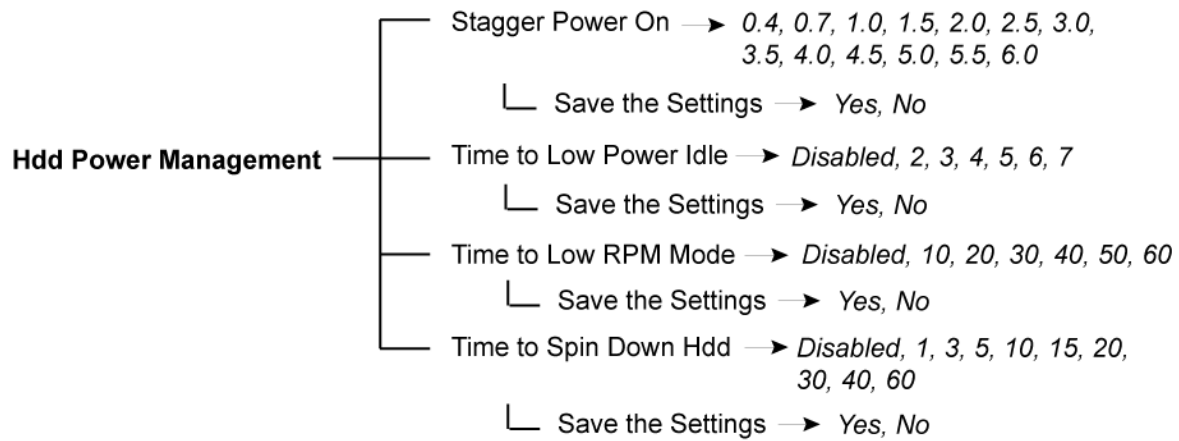 Stagger Power On 0.4, 0.7, 1.0, 1.5, 2.0, 2.5, 3.0,
3.5, 4.0, 4.5, 5.0, 5.5, 6.0
Save the Settings Yes, No
Hdd Power Management Time to Low Power Idle Disabled, 2, 3, 4, 5, 6, 7
Save the Settings Yes, No
Time to Low RPM Mode Disabled, 10, 20, 30, 40, 50, 60
Save the Settings Yes, No
Time to Spin Down Hdd Disabled, 1, 3, 5, 10, 15, 20,
30, 40, 60
Save the Settings Yes, No